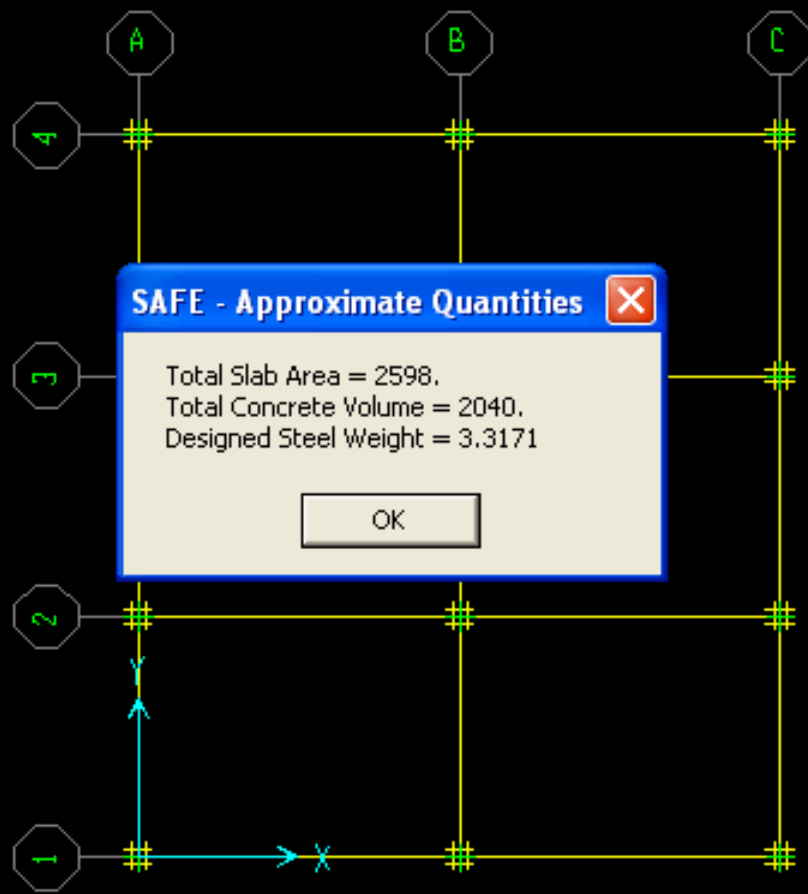 A B C
4
SAFE - Approximate Quantities
Total Slab Area = 2598.
3
Total Concrete Volume = 2040.
Designed Steel Weight = 3.3171
OK
2
Y
1
X